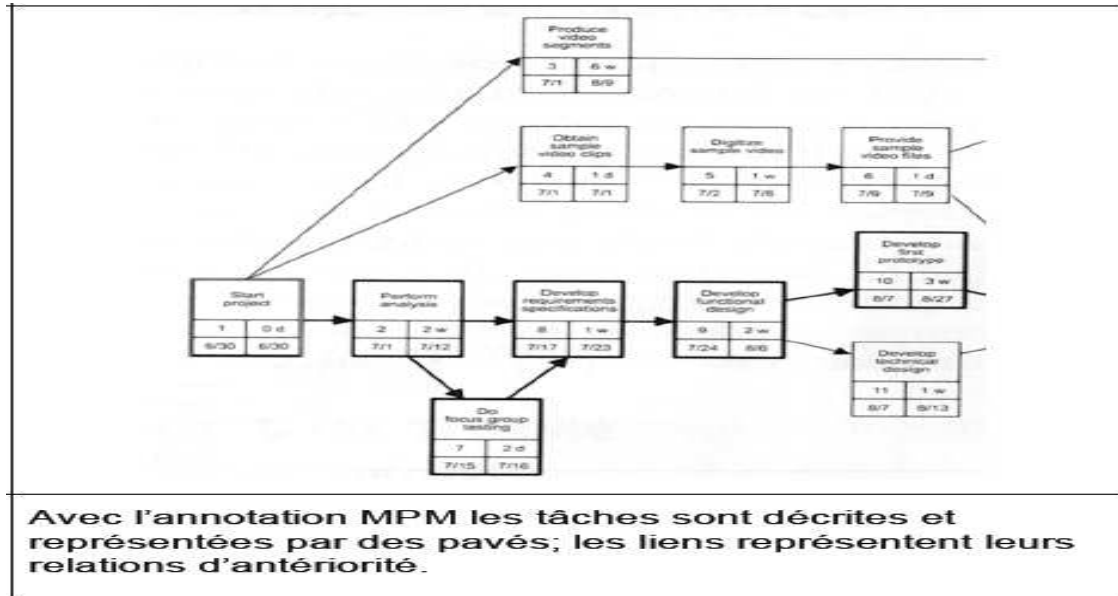 Produce
video
segments
3 6 w
7/1 8/9
Obtain
sample
video clips
4 1 d
7/1 7/1
Digitize
sample video
5 1 w
7/2 7/8
Provide
sample
video files
6 1 d
7/9 7/9
Start
project
1 0 d
6/30 6/30
Perform
analysis
2 2 w
7/1 7/12
Develop
requirements
specifications
8 1 w
7/17 7/23
Develop
functional
design
9 2 w
7/24 8/6
Develop
first
prototype
10 3 w
8/7 8/27
Develop
technical
design
11 1 w
8/7 8/13
Do
focus group
testing
7 2 d
7/15 7/16
Avec l'annotation MPM les tâches sont décrites et
représentées par des pavés; les liens représentent leurs
relations d'antériorité.